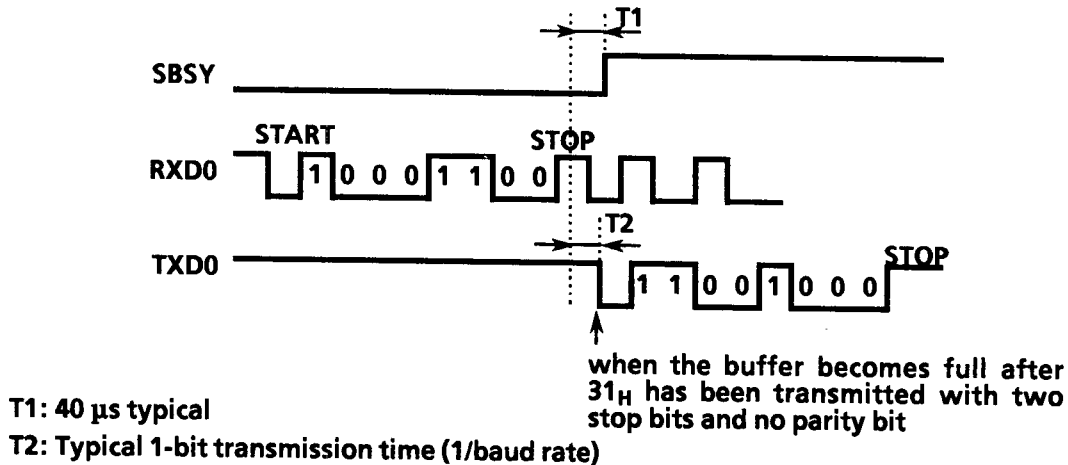 T1
SBSY
START
STOP
RXD0
1 0 0 0 1 1 0 0
T2
TXD0
STOP
1 1 0 0 1 0 0 0
when the buffer becomes full after
31H has been transmitted with two
stop bits and no parity bit
T1: 40 μs typical
T2: Typical 1-bit transmission time (1/baud rate)